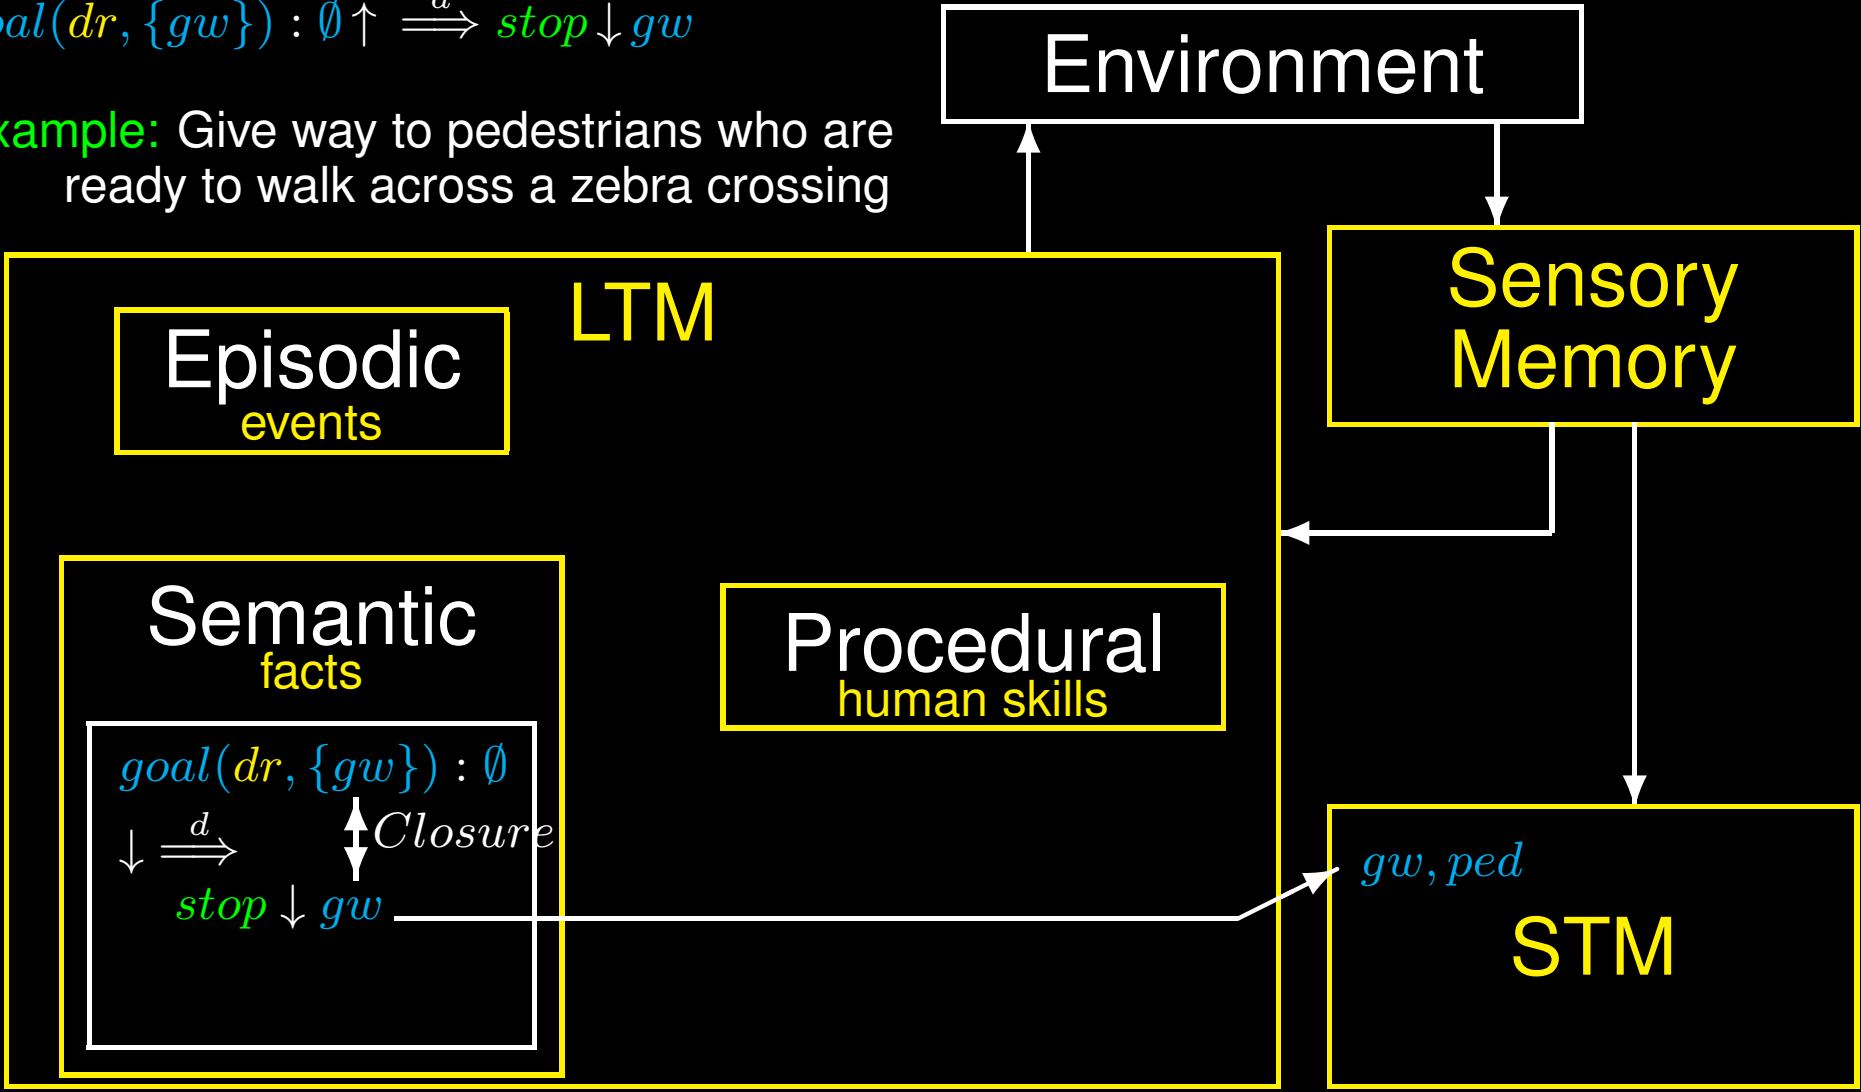 al(dr, {gw}) : ∅ ↑ ⟹ stop ↓ gw
Environment
xample: Give way to pedestrians who are
ready to walk across a zebra crossing
Sensory
Memory
LTM
Episodic
events
Semantic
facts
Procedural
human skills
goal(dr, {gw}) : ∅
↓ d ⟹
Closure
stop ↓ gw
gw, ped
STM